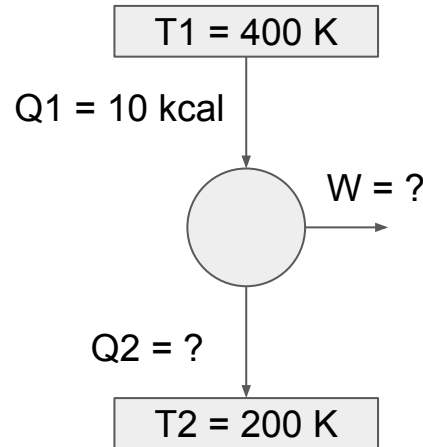 T1 = 400 K
Q1 = 10 kcal
W = ?
Q2 = ?
T2 = 200 K